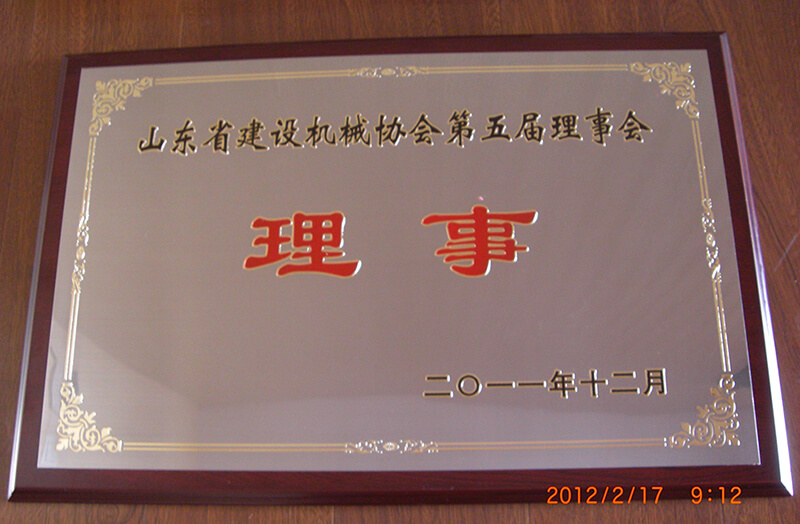 山东省建设机械协会第五届理事会
理事
二〇一一年十二月
2012/2/17 9:12